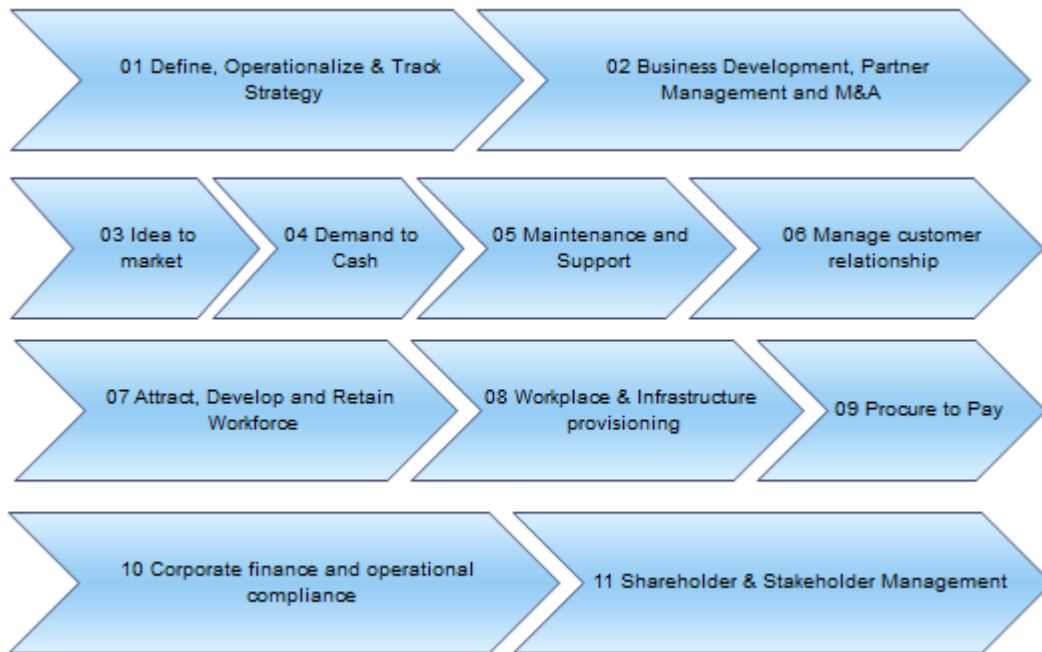 01 Define, Operationalize & Track
Strategy
02 Business Development, Partner
Management and M&A
03 Idea to
market
04 Demand to
Cash
05 Maintenance and
Support
06 Manage customer
relationship
07 Attract, Develop and Retain
Workforce
08 Workplace & Infrastructure
provisioning
09 Procure to Pay
10 Corporate finance and operational
compliance
11 Shareholder & Stakeholder Management